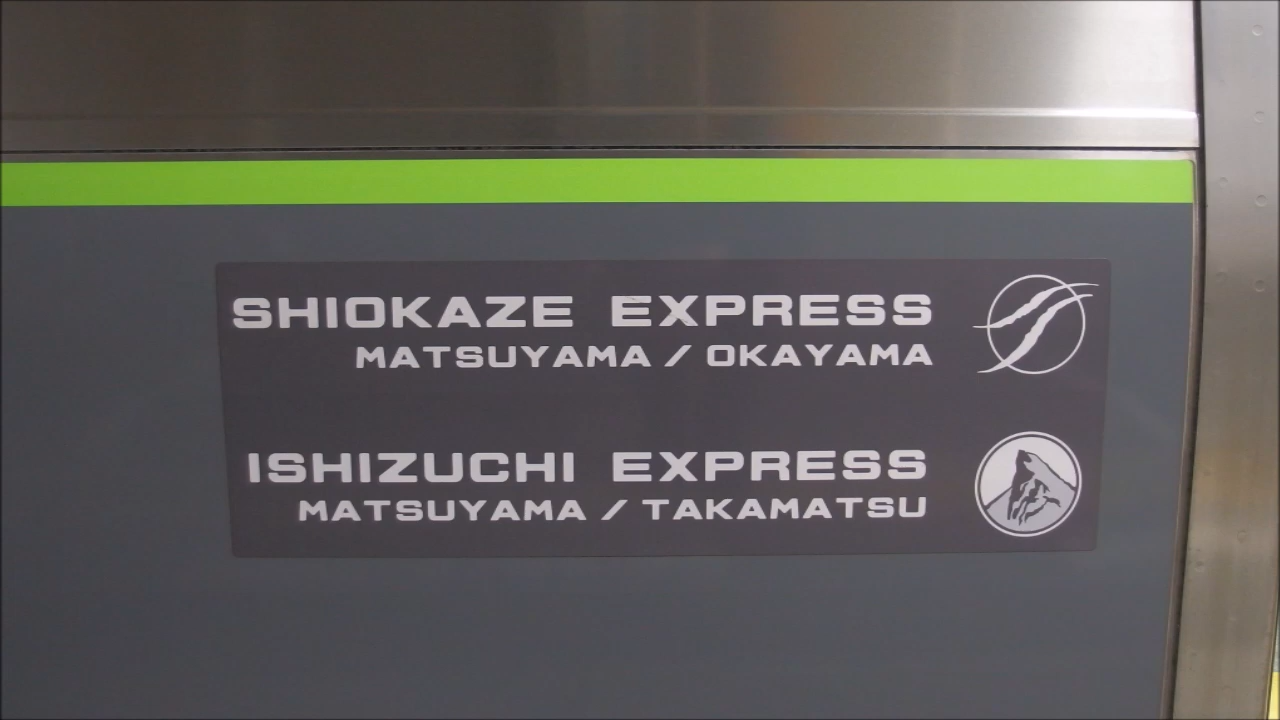 SHIOKAZE EXPRESS
MATSUYAMA / OKAYAMA
ISHIZUCHI EXPRESS
MATSUYAMA / TAKAMATSU